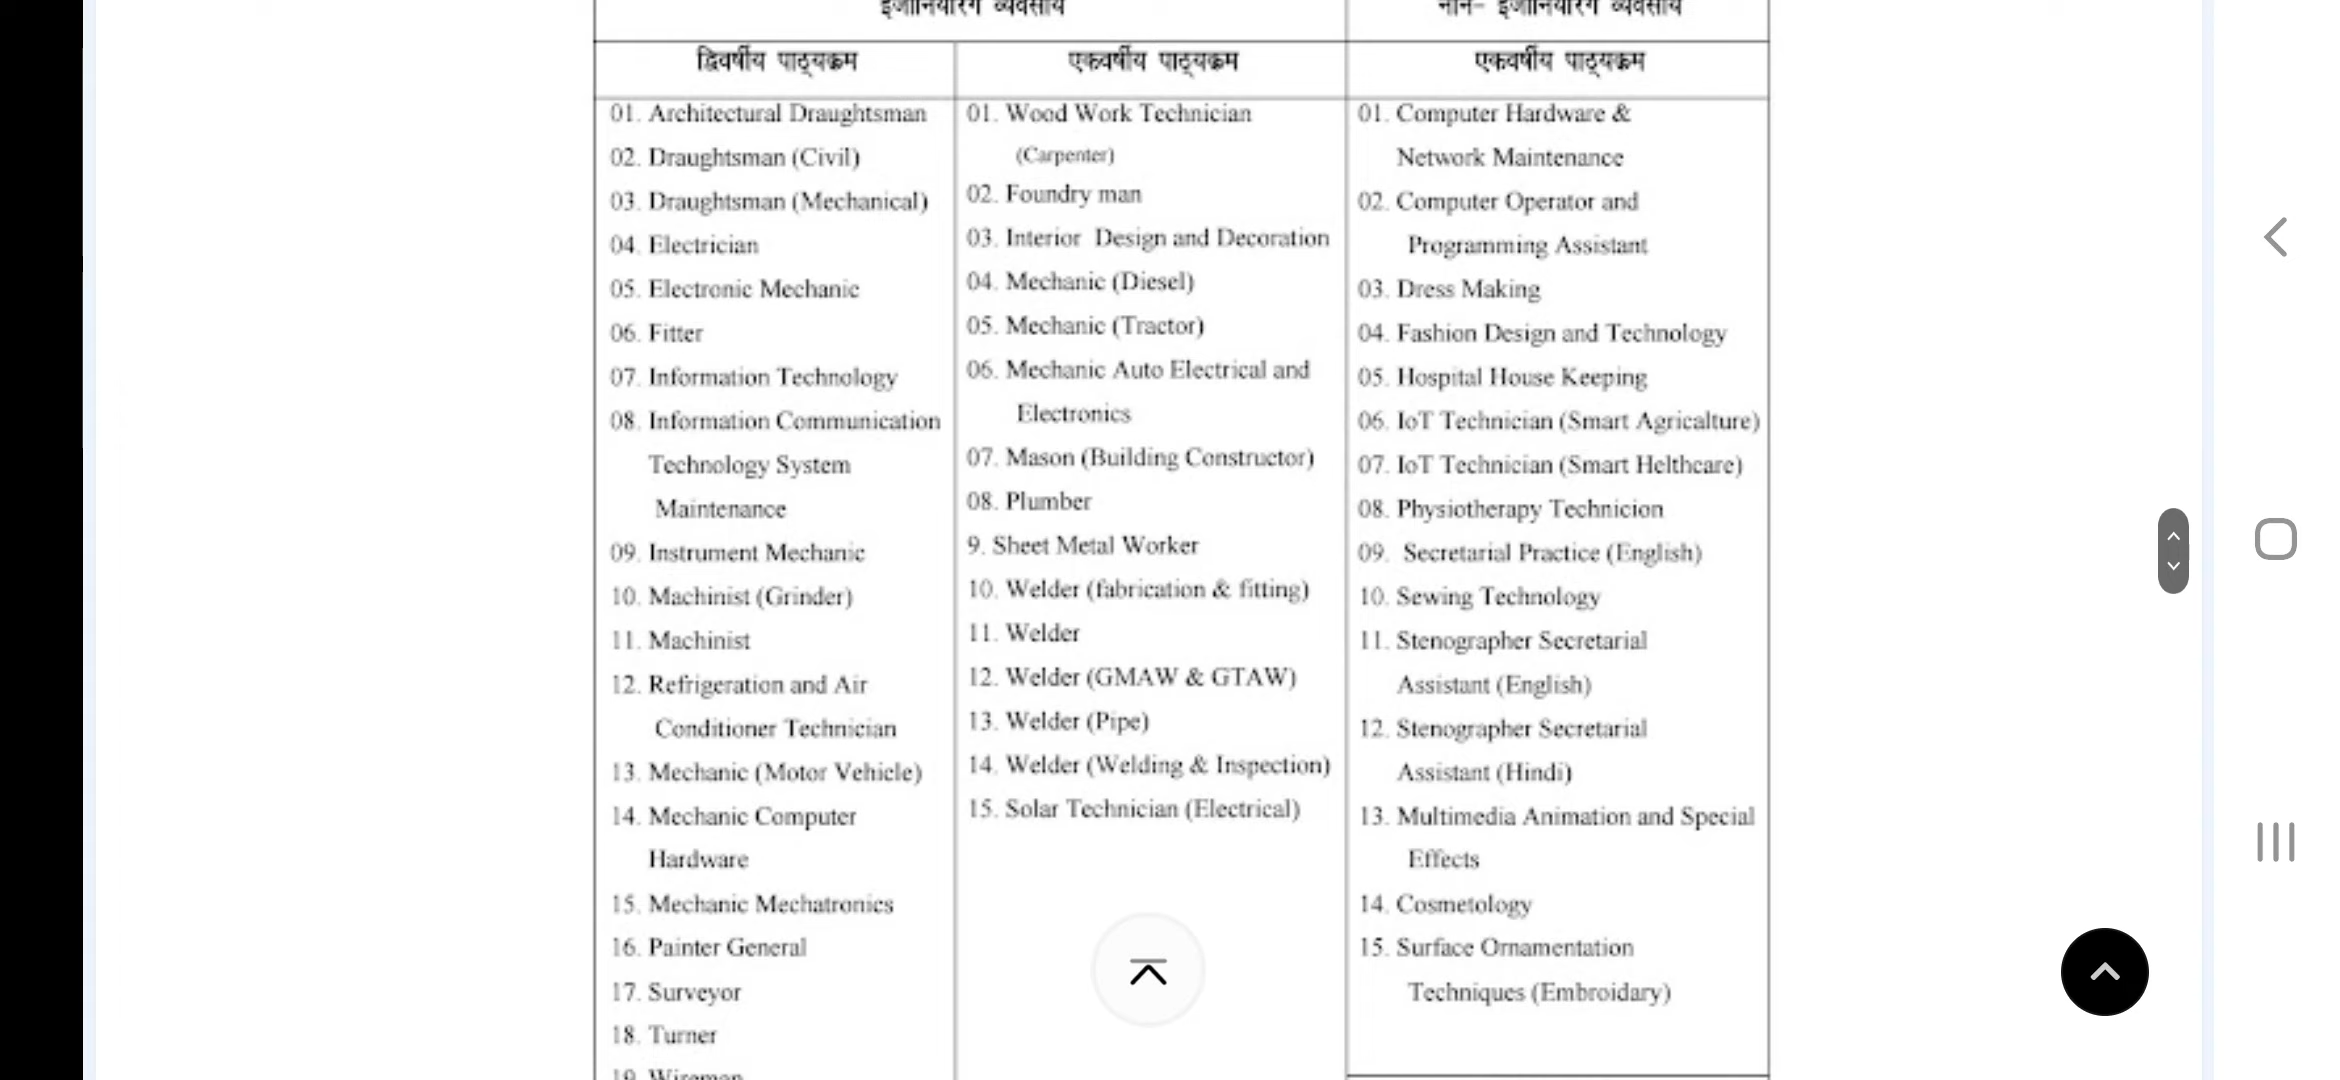 इंजीनियरिंग व्यवसाय
नॉन- इंजीनियरिंग व्यवसाय
द्विवर्षीय पाठ्यक्रम
01. Architectural Draughtsman
02. Draughtsman (Civil)
03. Draughtsman (Mechanical)
04. Electrician
05. Electronic Mechanic
06. Fitter
07. Information Technology
08. Information Communication
Technology System
Maintenance
09. Instrument Mechanic
10. Machinist (Grinder)
11. Machinist
12. Refrigeration and Air
Conditioner Technician
13. Mechanic (Motor Vehicle)
14. Mechanic Computer
Hardware
15. Mechanic Mechatronics
16. Painter General
17. Surveyor
18. Turner
19. Wireman
एकवर्षीय पाठ्यक्रम
01. Wood Work Technician
(Carpenter)
02. Foundry man
03. Interior Design and Decoration
04. Mechanic (Diesel)
05. Mechanic (Tractor)
06. Mechanic Auto Electrical and
Electronics
07. Mason (Building Constructor)
08. Plumber
9. Sheet Metal Worker
10. Welder (fabrication & fitting)
11. Welder
12. Welder (GMAW & GTAW)
13. Welder (Pipe)
14. Welder (Welding & Inspection)
15. Solar Technician (Electrical)
एकवर्षीय पाठ्यक्रम
01. Computer Hardware &
Network Maintenance
02. Computer Operator and
Programming Assistant
03. Dress Making
04. Fashion Design and Technology
05. Hospital House Keeping
06. IoT Technician (Smart Agricalture)
07. IoT Technician (Smart Helthcare)
08. Physiotherapy Technicion
09. Secretarial Practice (English)
10. Sewing Technology
11. Stenographer Secretarial
Assistant (English)
12. Stenographer Secretarial
Assistant (Hindi)
13. Multimedia Animation and Special
Effects
14. Cosmetology
15. Surface Ornamentation
Techniques (Embroidary)